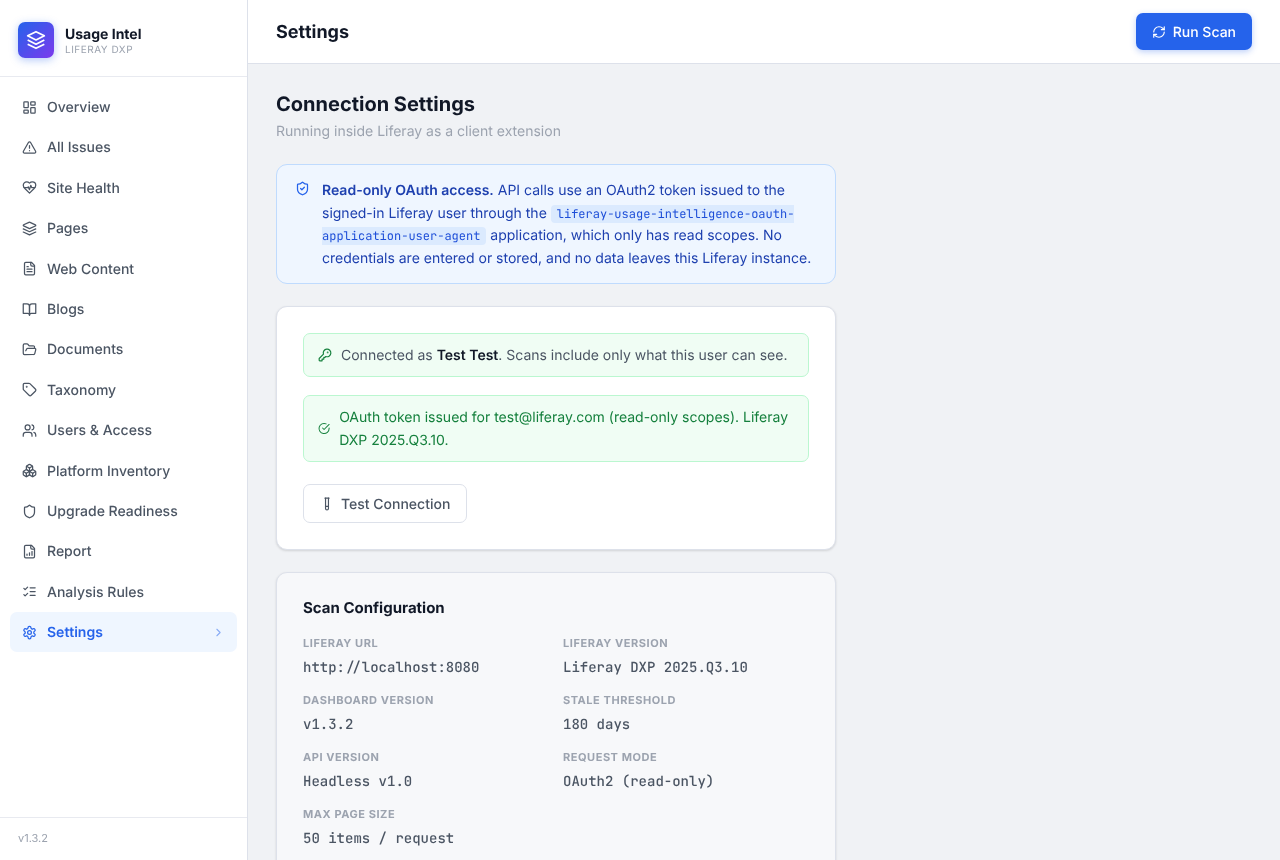 Usage Intel
LIFERAY DXP
Overview
All Issues
Site Health
Pages
Web Content
Blogs
Documents
Taxonomy
Users & Access
Platform Inventory
Upgrade Readiness
Report
Analysis Rules
Settings
v1.3.2
Settings
Run Scan
Connection Settings
Running inside Liferay as a client extension
Read-only OAuth access. API calls use an OAuth2 token issued to the
signed-in Liferay user through the liferay-usage-intelligence-oauth-
application-user-agent application, which only has read scopes. No
credentials are entered or stored, and no data leaves this Liferay instance.
Connected as Test Test. Scans include only what this user can see.
OAuth token issued for test@liferay.com (read-only scopes). Liferay
DXP 2025.Q3.10.
Test Connection
Scan Configuration
LIFERAY URL
http://localhost:8080
LIFERAY VERSION
Liferay DXP 2025.Q3.10
DASHBOARD VERSION
v1.3.2
STALE THRESHOLD
180 days
API VERSION
Headless v1.0
REQUEST MODE
OAuth2 (read-only)
MAX PAGE SIZE
50 items / request